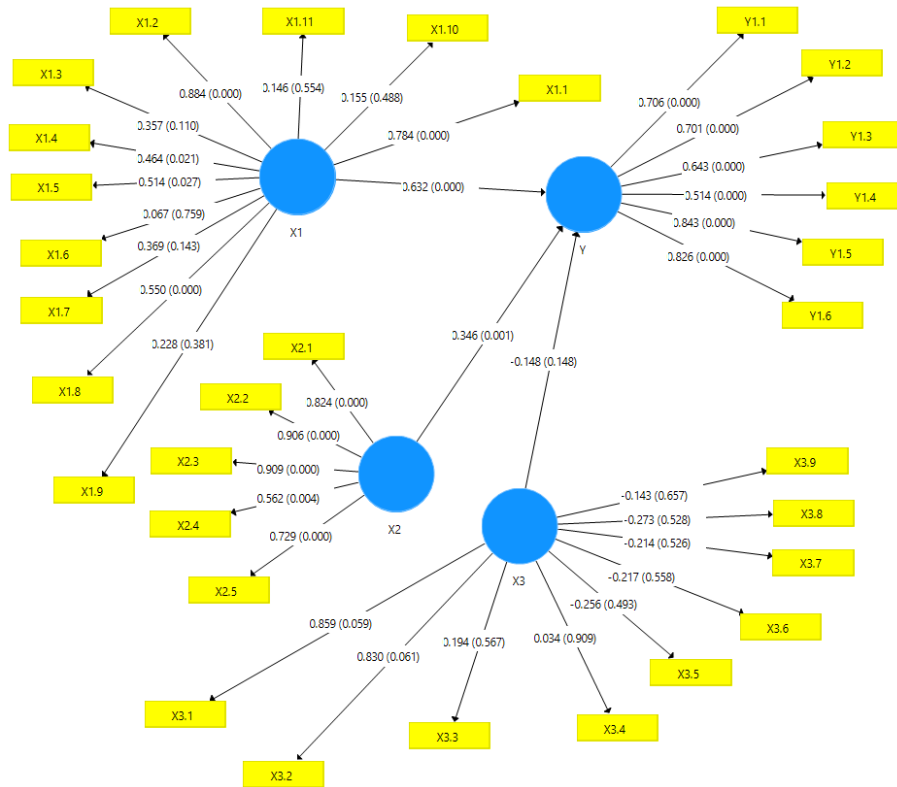 Y1.1
X1.2
X1.11
X1.10
Y1.2
X1.3
X1.1
0.884 (0.000)
0.146 (0.554)
0.155 (0.488)
0.706 (0.000)
0.357 (0.110)
0.784 (0.000)
0.701 (0.000)
Y1.3
X1.4
0.464 (0.021)
0.643 (0.000)
X1.5
0.514 (0.027)
0.632 (0.000)
0.514 (0.000)
Y1.4
0.067 (0.759)
0.843 (0.000)
X1
Y
X1.6
0.369 (0.143)
0.826 (0.000)
Y1.5
0.550 (0.000)
X1.7
Y1.6
0.228 (0.381)
0.346 (0.001)
X2.1
-0.148 (0.148)
X1.8
X2.2
0.824 (0.000)
0.906 (0.000)
X2.3
0.909 (0.000)
X3.9
X1.9
0.562 (0.004)
-0.143 (0.657)
X2.4
X2
-0.273 (0.528)
X3.8
0.729 (0.000)
-0.214 (0.526)
X3.7
X2.5
X3
-0.217 (0.558)
-0.256 (0.493)
0.859 (0.059)
X3.6
0.830 (0.061)
0.194 (0.567)
0.034 (0.909)
X3.5
X3.1
X3.3
X3.4
X3.2